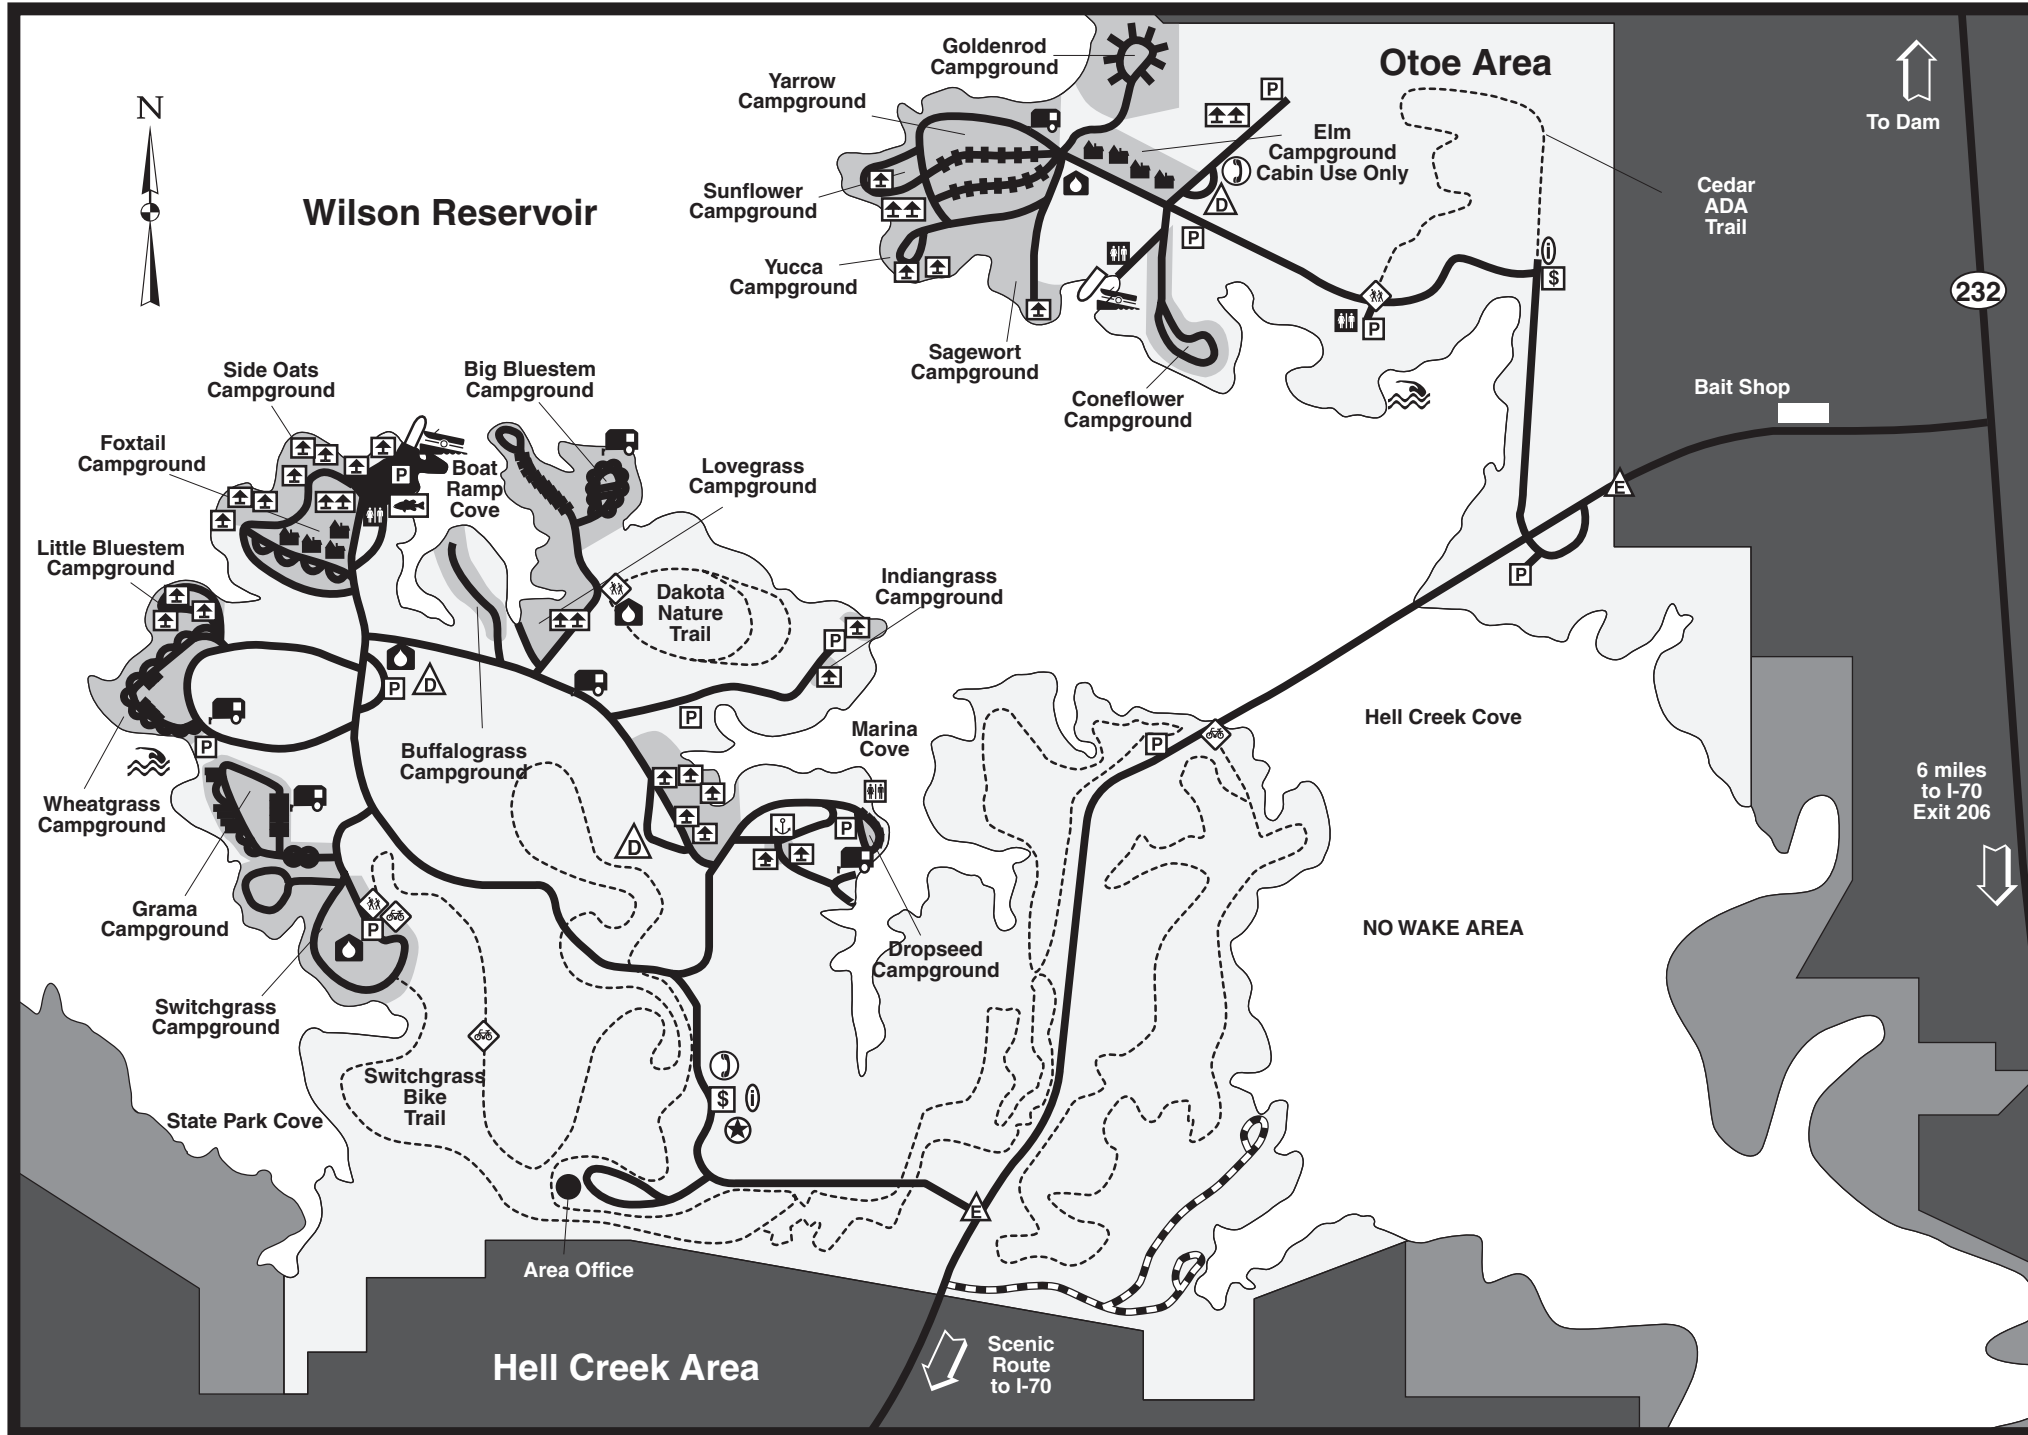 Goldenrod
Campground
Otoe Area
Yarrow
Campground
P
To Dam
N
Elm
Campground
Cabin Use Only
Cedar
ADA
Trail
Sunflower
Campground
D
Wilson Reservoir
P
i
$
Yucca
Campground
232
P
Sagewort
Campground
Side Oats
Campground
Big Bluestem
Campground
Coneflower
Campground
Bait Shop
Foxtail
Campground
P
Boat
Ramp
Cove
Lovegrass
Campground
E
Little Bluestem
Campground
P
Indiangrass
Campground
Dakota
Nature
Trail
P
P
D
P
Hell Creek Cove
Marina
Cove
P
P
Buffalograss
Campground
6 miles
to I-70
Exit 206
Wheatgrass
Campground
P
D
Grama
Campground
P
NO WAKE AREA
Dropseed
Campground
Switchgrass
Campground
Switchgrass
Bike
Trail
$
i
State Park Cove
E
Area Office
Hell Creek Area
Scenic
Route
to I-70